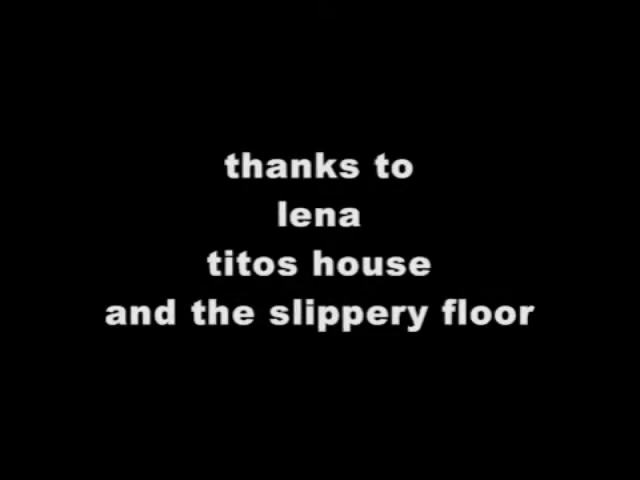 thanks to
lena
titos house
and the slippery floor